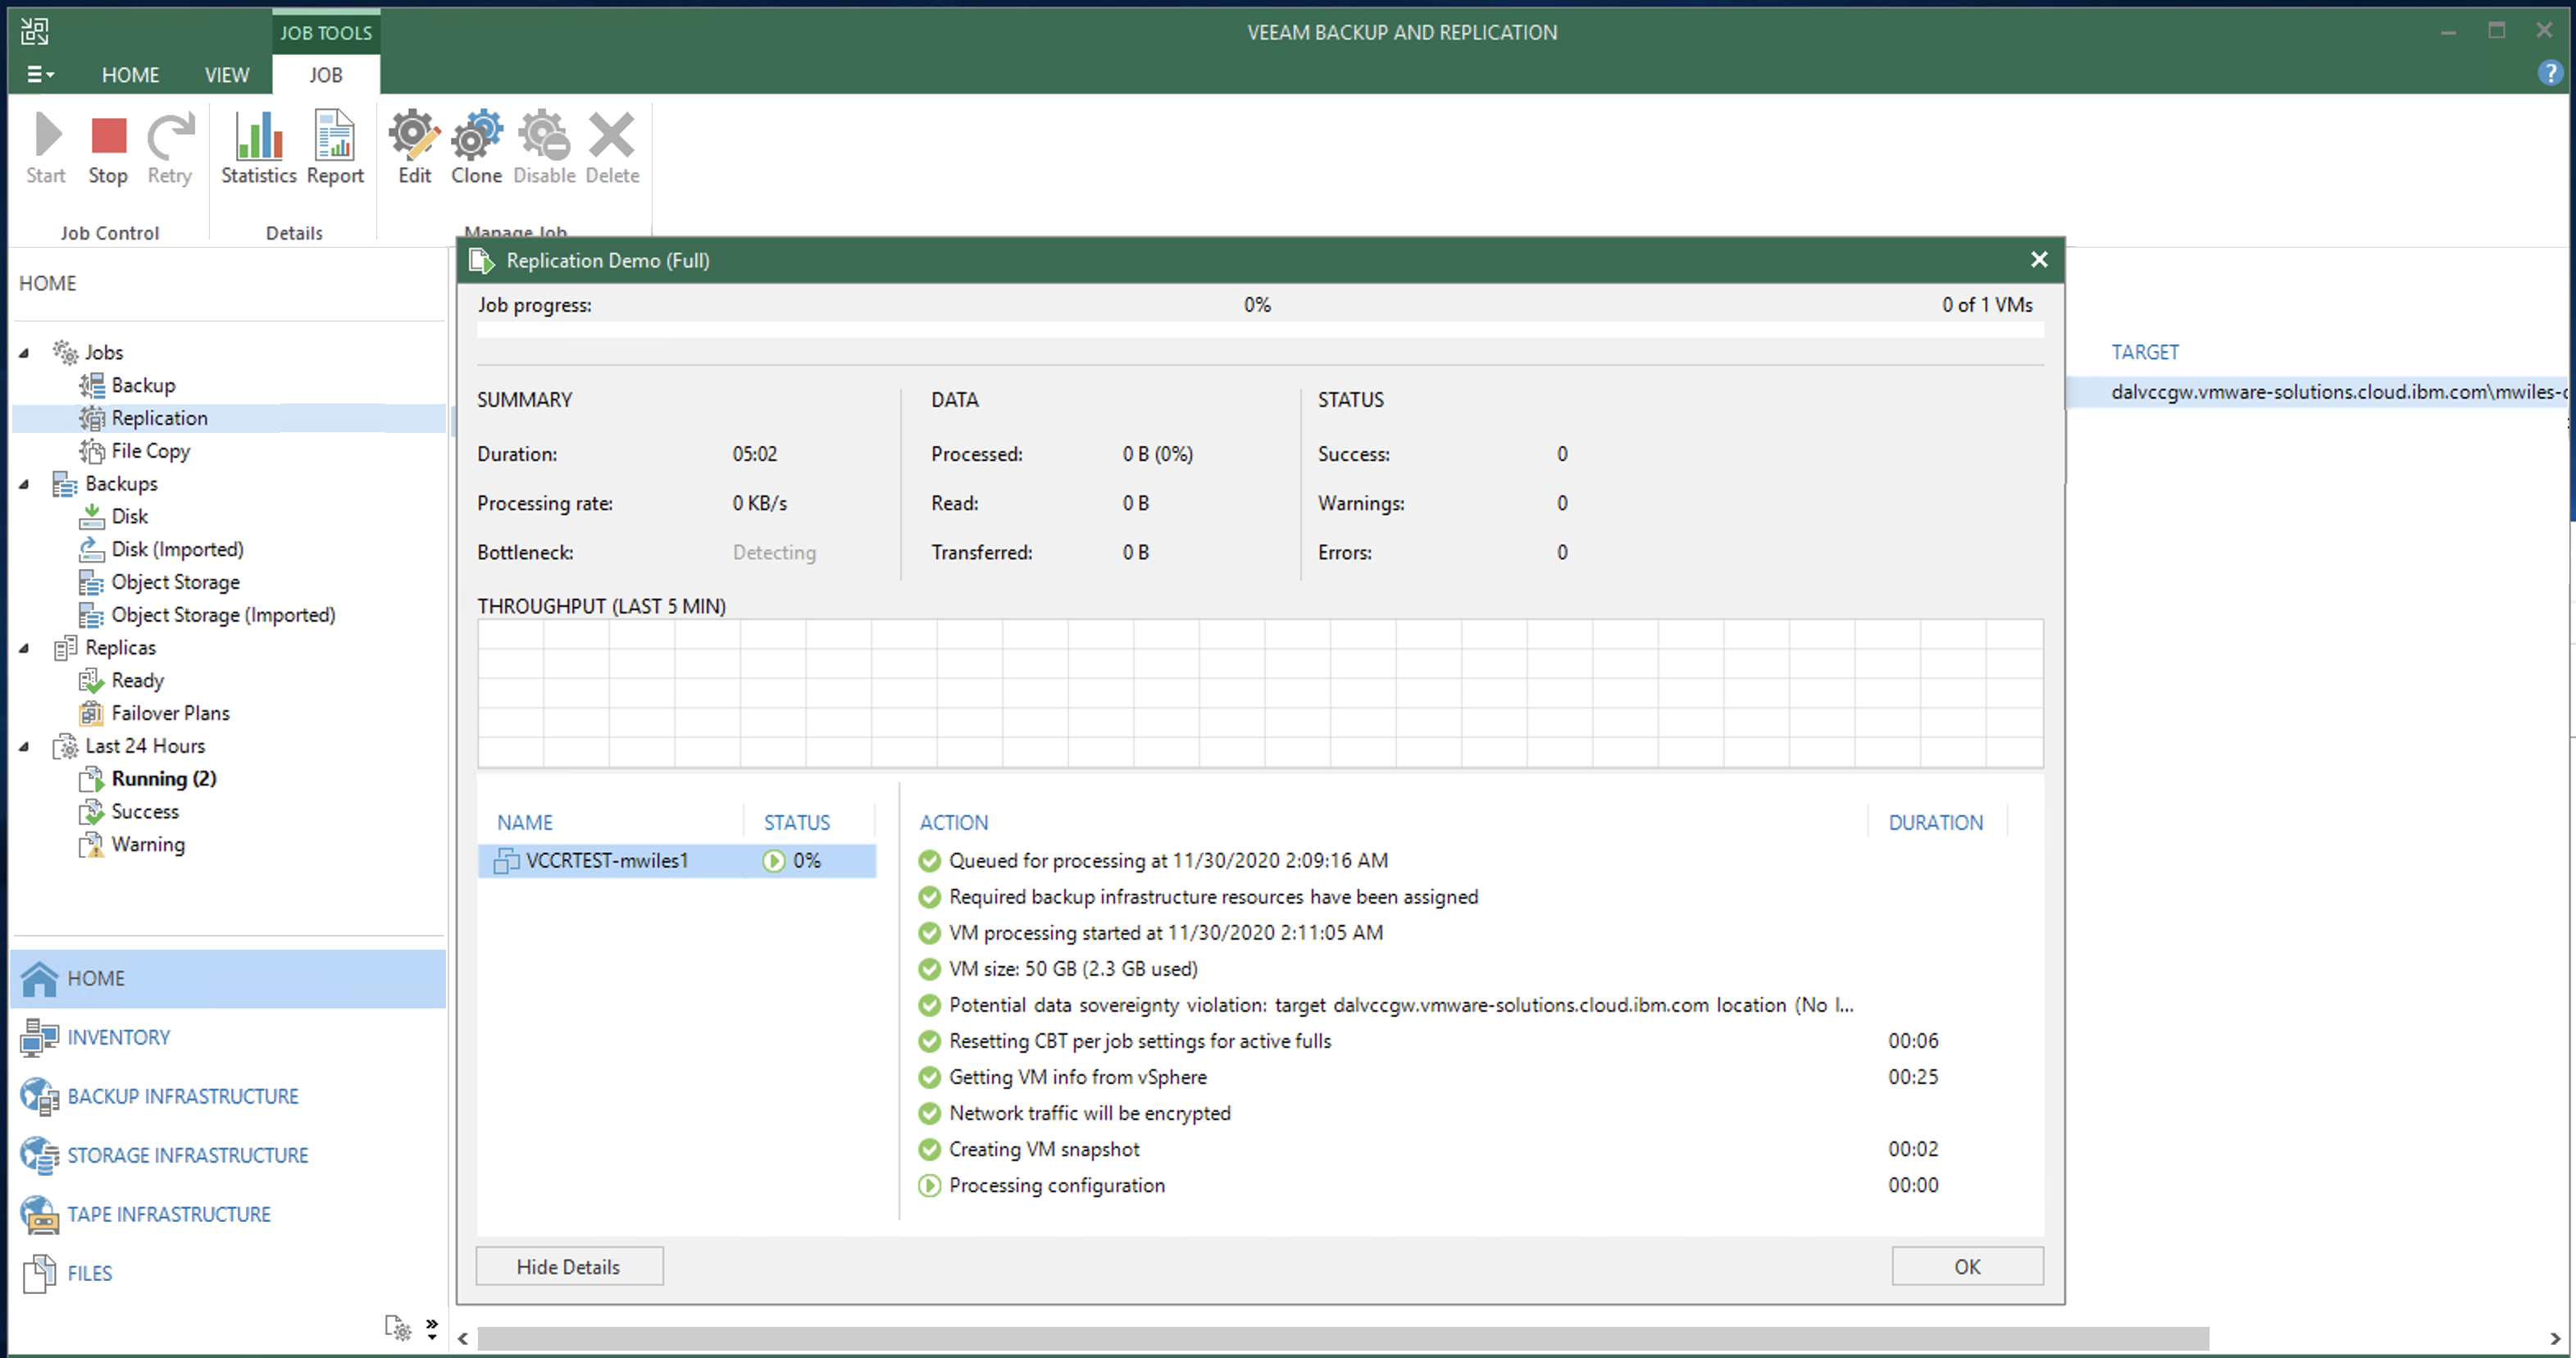 JOB TOOLS
VEEAM BACKUP AND REPLICATION
HOME VIEW JOB
Start Stop Retry Statistics Report Edit Clone Disable Delete
Job Control Details Manage Job
HOME
Jobs
Backup
Replication
File Copy
Backups
Disk
Disk (Imported)
Object Storage
Object Storage (Imported)
Replicas
Ready
Failover Plans
Last 24 Hours
Running (2)
Success
Warning
HOME
INVENTORY
BACKUP INFRASTRUCTURE
STORAGE INFRASTRUCTURE
TAPE INFRASTRUCTURE
FILES
Replication Demo (Full)
Job progress: 0% 0 of 1 VMs
SUMMARY DATA STATUS
Duration: 05:02 Processed: 0 B (0%) Success: 0
Processing rate: 0 KB/s Read: 0 B Warnings: 0
Bottleneck: Detecting Transferred: 0 B Errors: 0
THROUGHPUT (LAST 5 MIN)
NAME STATUS
VCCRTEST-mwiles1 0%
ACTION DURATION
Queued for processing at 11/30/2020 2:09:16 AM
Required backup infrastructure resources have been assigned
VM processing started at 11/30/2020 2:11:05 AM
VM size: 50 GB (2.3 GB used)
Potential data sovereignty violation: target dalvccgw.vmware-solutions.cloud.ibm.com location (No l...
Resetting CBT per job settings for active fulls 00:06
Getting VM info from vSphere 00:25
Network traffic will be encrypted
Creating VM snapshot 00:02
Processing configuration 00:00
Hide Details OK
TARGET
dalvccgw.vmware-solutions.cloud.ibm.com\mwiles-